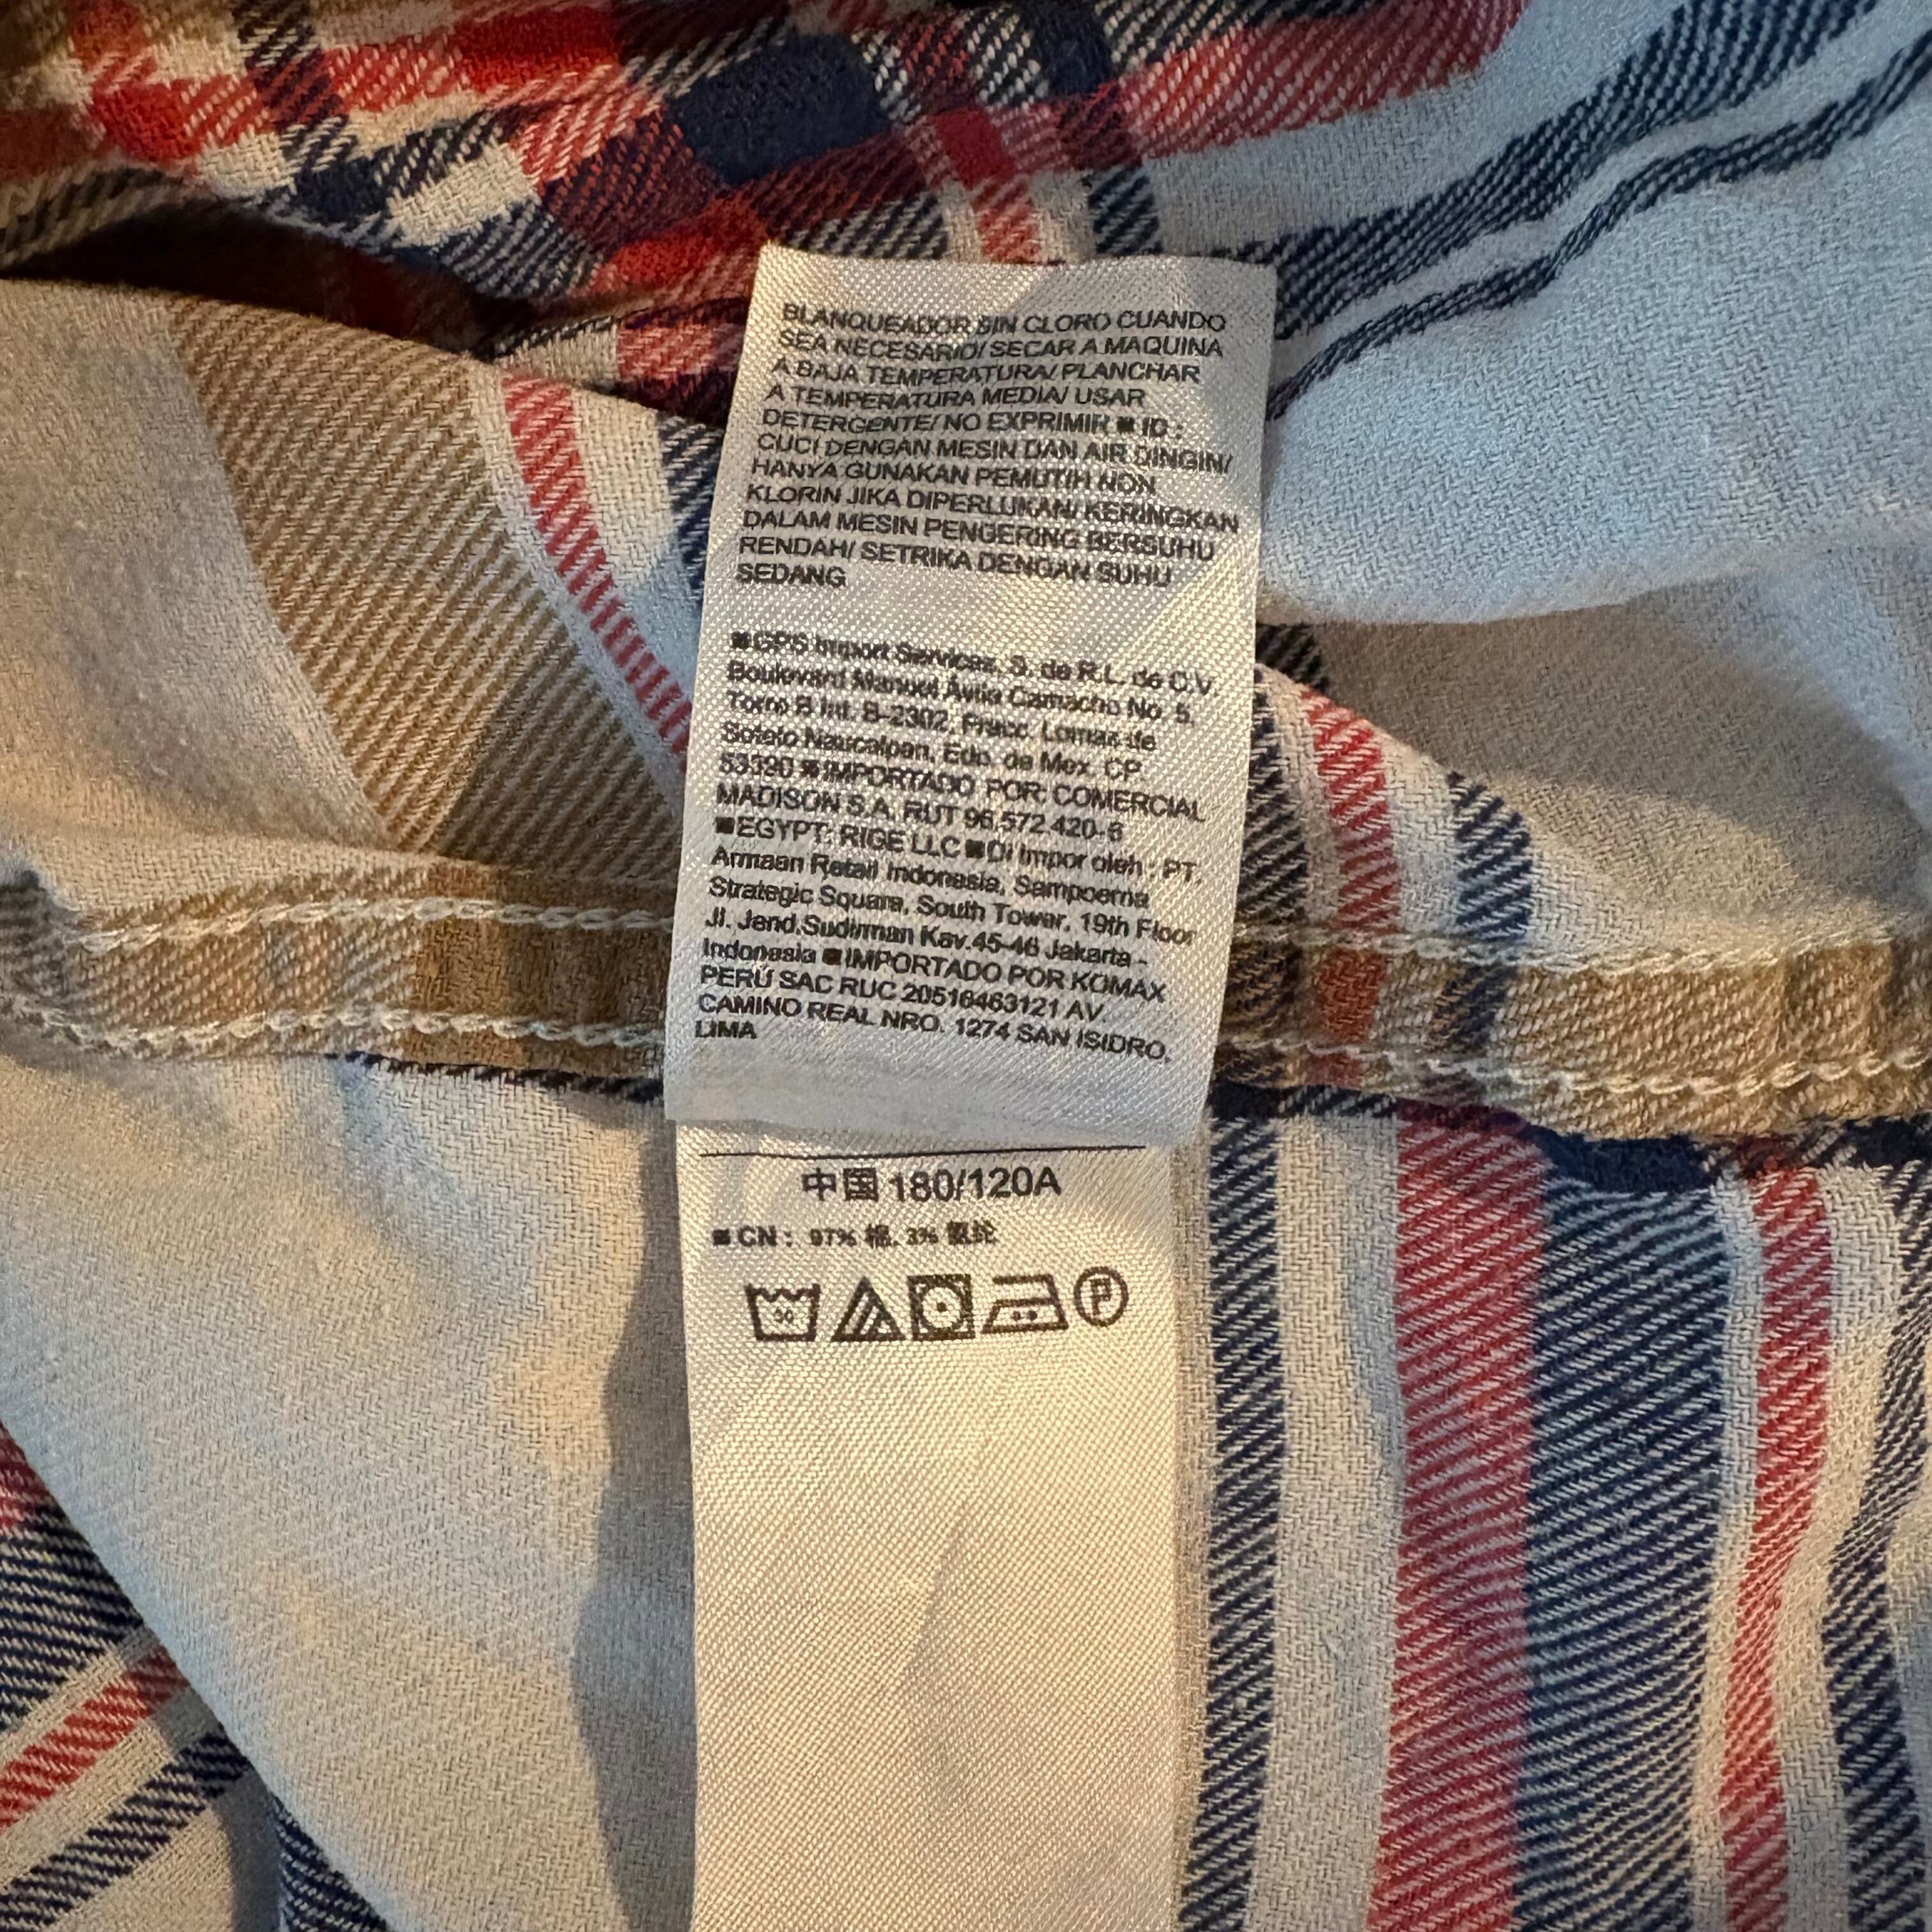 BLANQUEADOR SIN CLORO CUANDO
SEA NECESARIO/ SECAR A MAQUINA
A BAJA TEMPERATURA/ PLANCHAR
A TEMPERATURA MEDIA/ USAR
DETERGENTE/ NO EXPRIMIR ■ ID :
CUCI DENGAN MESIN DAN AIR DINGIN/
HANYA GUNAKAN PEMUTIH NON
KLORIN JIKA DIPERLUKAN/ KERINGKAN
DALAM MESIN PENGERING BERSUHU
RENDAH/ SETRIKA DENGAN SUHU
SEDANG
■GPS Import Services, S. de R.L. de C.V.
Boulevard Manuel Ávila Camacho No. 5,
Torre B Int. B-2302, Fracc. Lomas de
Sotelo Naucalpan, Edo. de Mex. CP
53390 ■IMPORTADO POR: COMERCIAL
MADISON S.A. RUT 96.572.420-6
■EGYPT: RIGE LLC ■Di Impor oleh : PT.
Armaan Retail Indonesia, Sampoerna
Strategic Square, South Tower, 19th Floor
Jl. Jend.Sudirman Kav.45-46 Jakarta -
Indonesia ■IMPORTADO POR KOMAX
PERÚ SAC RUC 20516463121 AV.
CAMINO REAL NRO. 1274 SAN ISIDRO.
LIMA
中国 180/120A
■CN : 97% 棉, 3% 氨纶
P